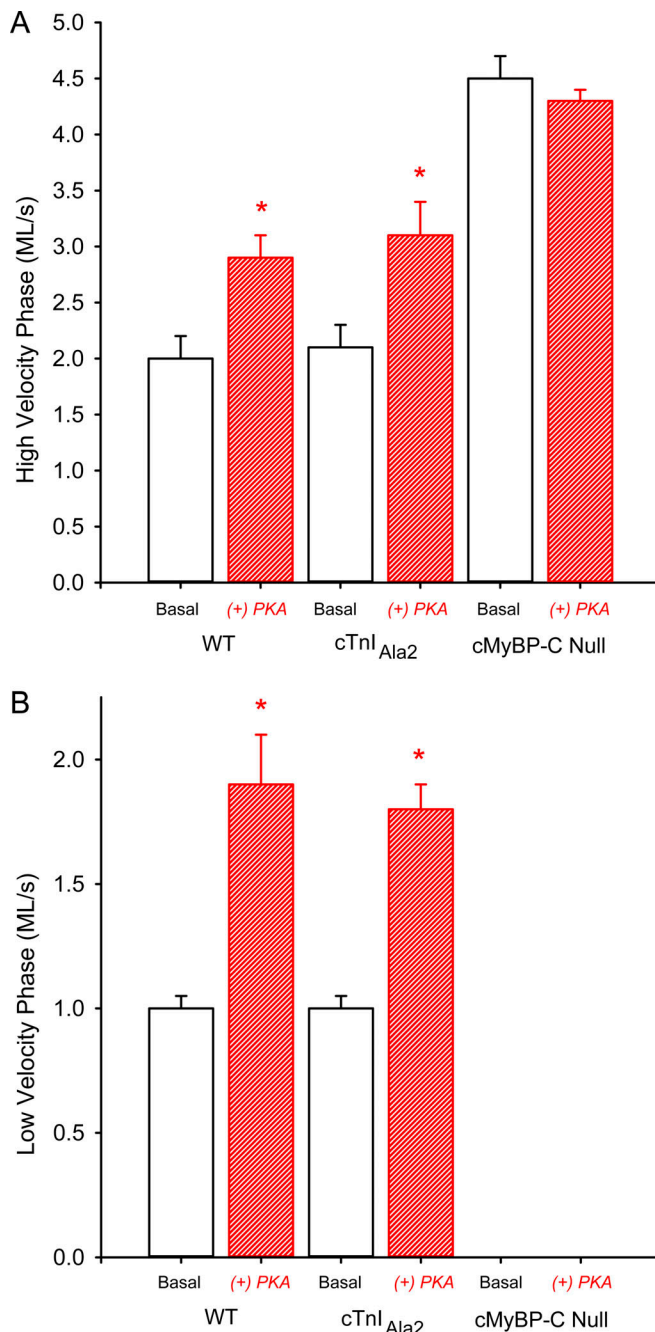 A
High Velocity Phase (ML/s)
5.0
4.5
4.0
3.5
3.0
2.5
2.0
1.5
1.0
0.5
0.0
* *
Basal (+) PKA Basal (+) PKA Basal (+) PKA
WT cTnI Ala2 cMyBP-C Null
B
Low Velocity Phase (ML/s)
2.0
1.5
1.0
0.5
0.0
* *
Basal (+) PKA Basal (+) PKA Basal (+) PKA
WT cTnI Ala2 cMyBP-C Null